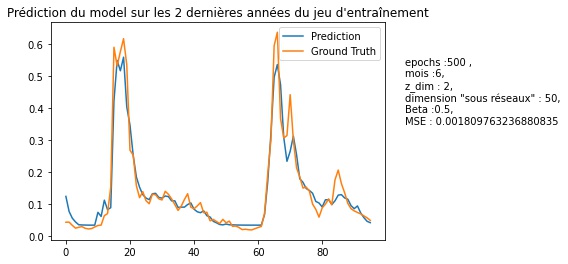 Prédiction du model sur les 2 dernières années du jeu d'entraînement
Prediction
Ground Truth
0.6
0.5
0.4
0.3
0.2
0.1
0.0
0
20
40
60
80
epochs :500 ,
mois :6,
z_dim : 2,
dimension "sous réseaux" : 50,
Beta :0.5,
MSE : 0.001809763236880835